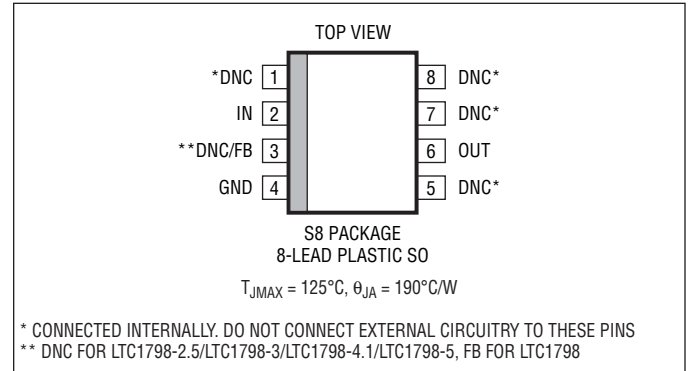 TOP VIEW
*DNC 1
8 DNC*
IN 2
7 DNC*
**DNC/FB 3
6 OUT
GND 4
5 DNC*
S8 PACKAGE
8-LEAD PLASTIC SO
TJMAX = 125°C, θJA = 190°C/W
* CONNECTED INTERNALLY. DO NOT CONNECT EXTERNAL CIRCUITRY TO THESE PINS
** DNC FOR LTC1798-2.5/LTC1798-3/LTC1798-4.1/LTC1798-5, FB FOR LTC1798